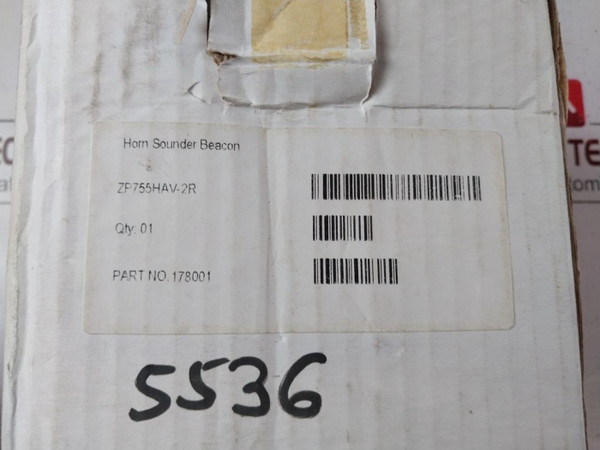 Horn Sounder Beacon
ZP755HAV-2R
Qty: 01
PART NO. 178001
5536